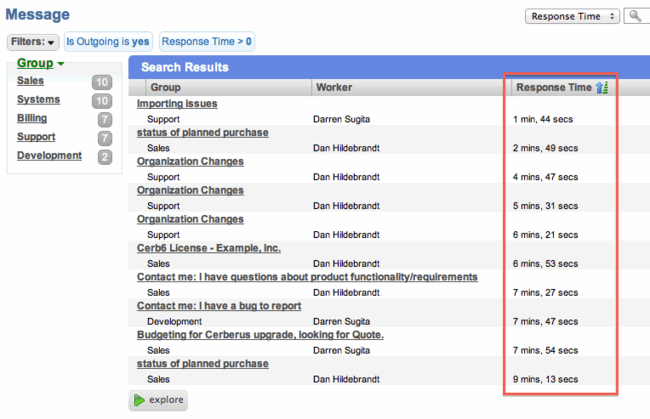 Message
Response Time
Filters:
Is Outgoing is yes
Response Time > 0
Group
Sales 10
Systems 10
Billing 7
Support 7
Development 2
Search Results
Group Worker Response Time
Importing issues
Support Darren Sugita 1 min, 44 secs
status of planned purchase
Sales Dan Hildebrandt 2 mins, 49 secs
Organization Changes
Support Dan Hildebrandt 4 mins, 47 secs
Organization Changes
Support Dan Hildebrandt 5 mins, 31 secs
Organization Changes
Support Dan Hildebrandt 6 mins, 21 secs
Cerb6 License - Example, Inc.
Sales Dan Hildebrandt 6 mins, 53 secs
Contact me: I have questions about product functionality/requirements
Sales Dan Hildebrandt 7 mins, 27 secs
Contact me: I have a bug to report
Development Darren Sugita 7 mins, 47 secs
Budgeting for Cerberus upgrade, looking for Quote.
Sales Darren Sugita 7 mins, 54 secs
status of planned purchase
Sales Dan Hildebrandt 9 mins, 13 secs
explore